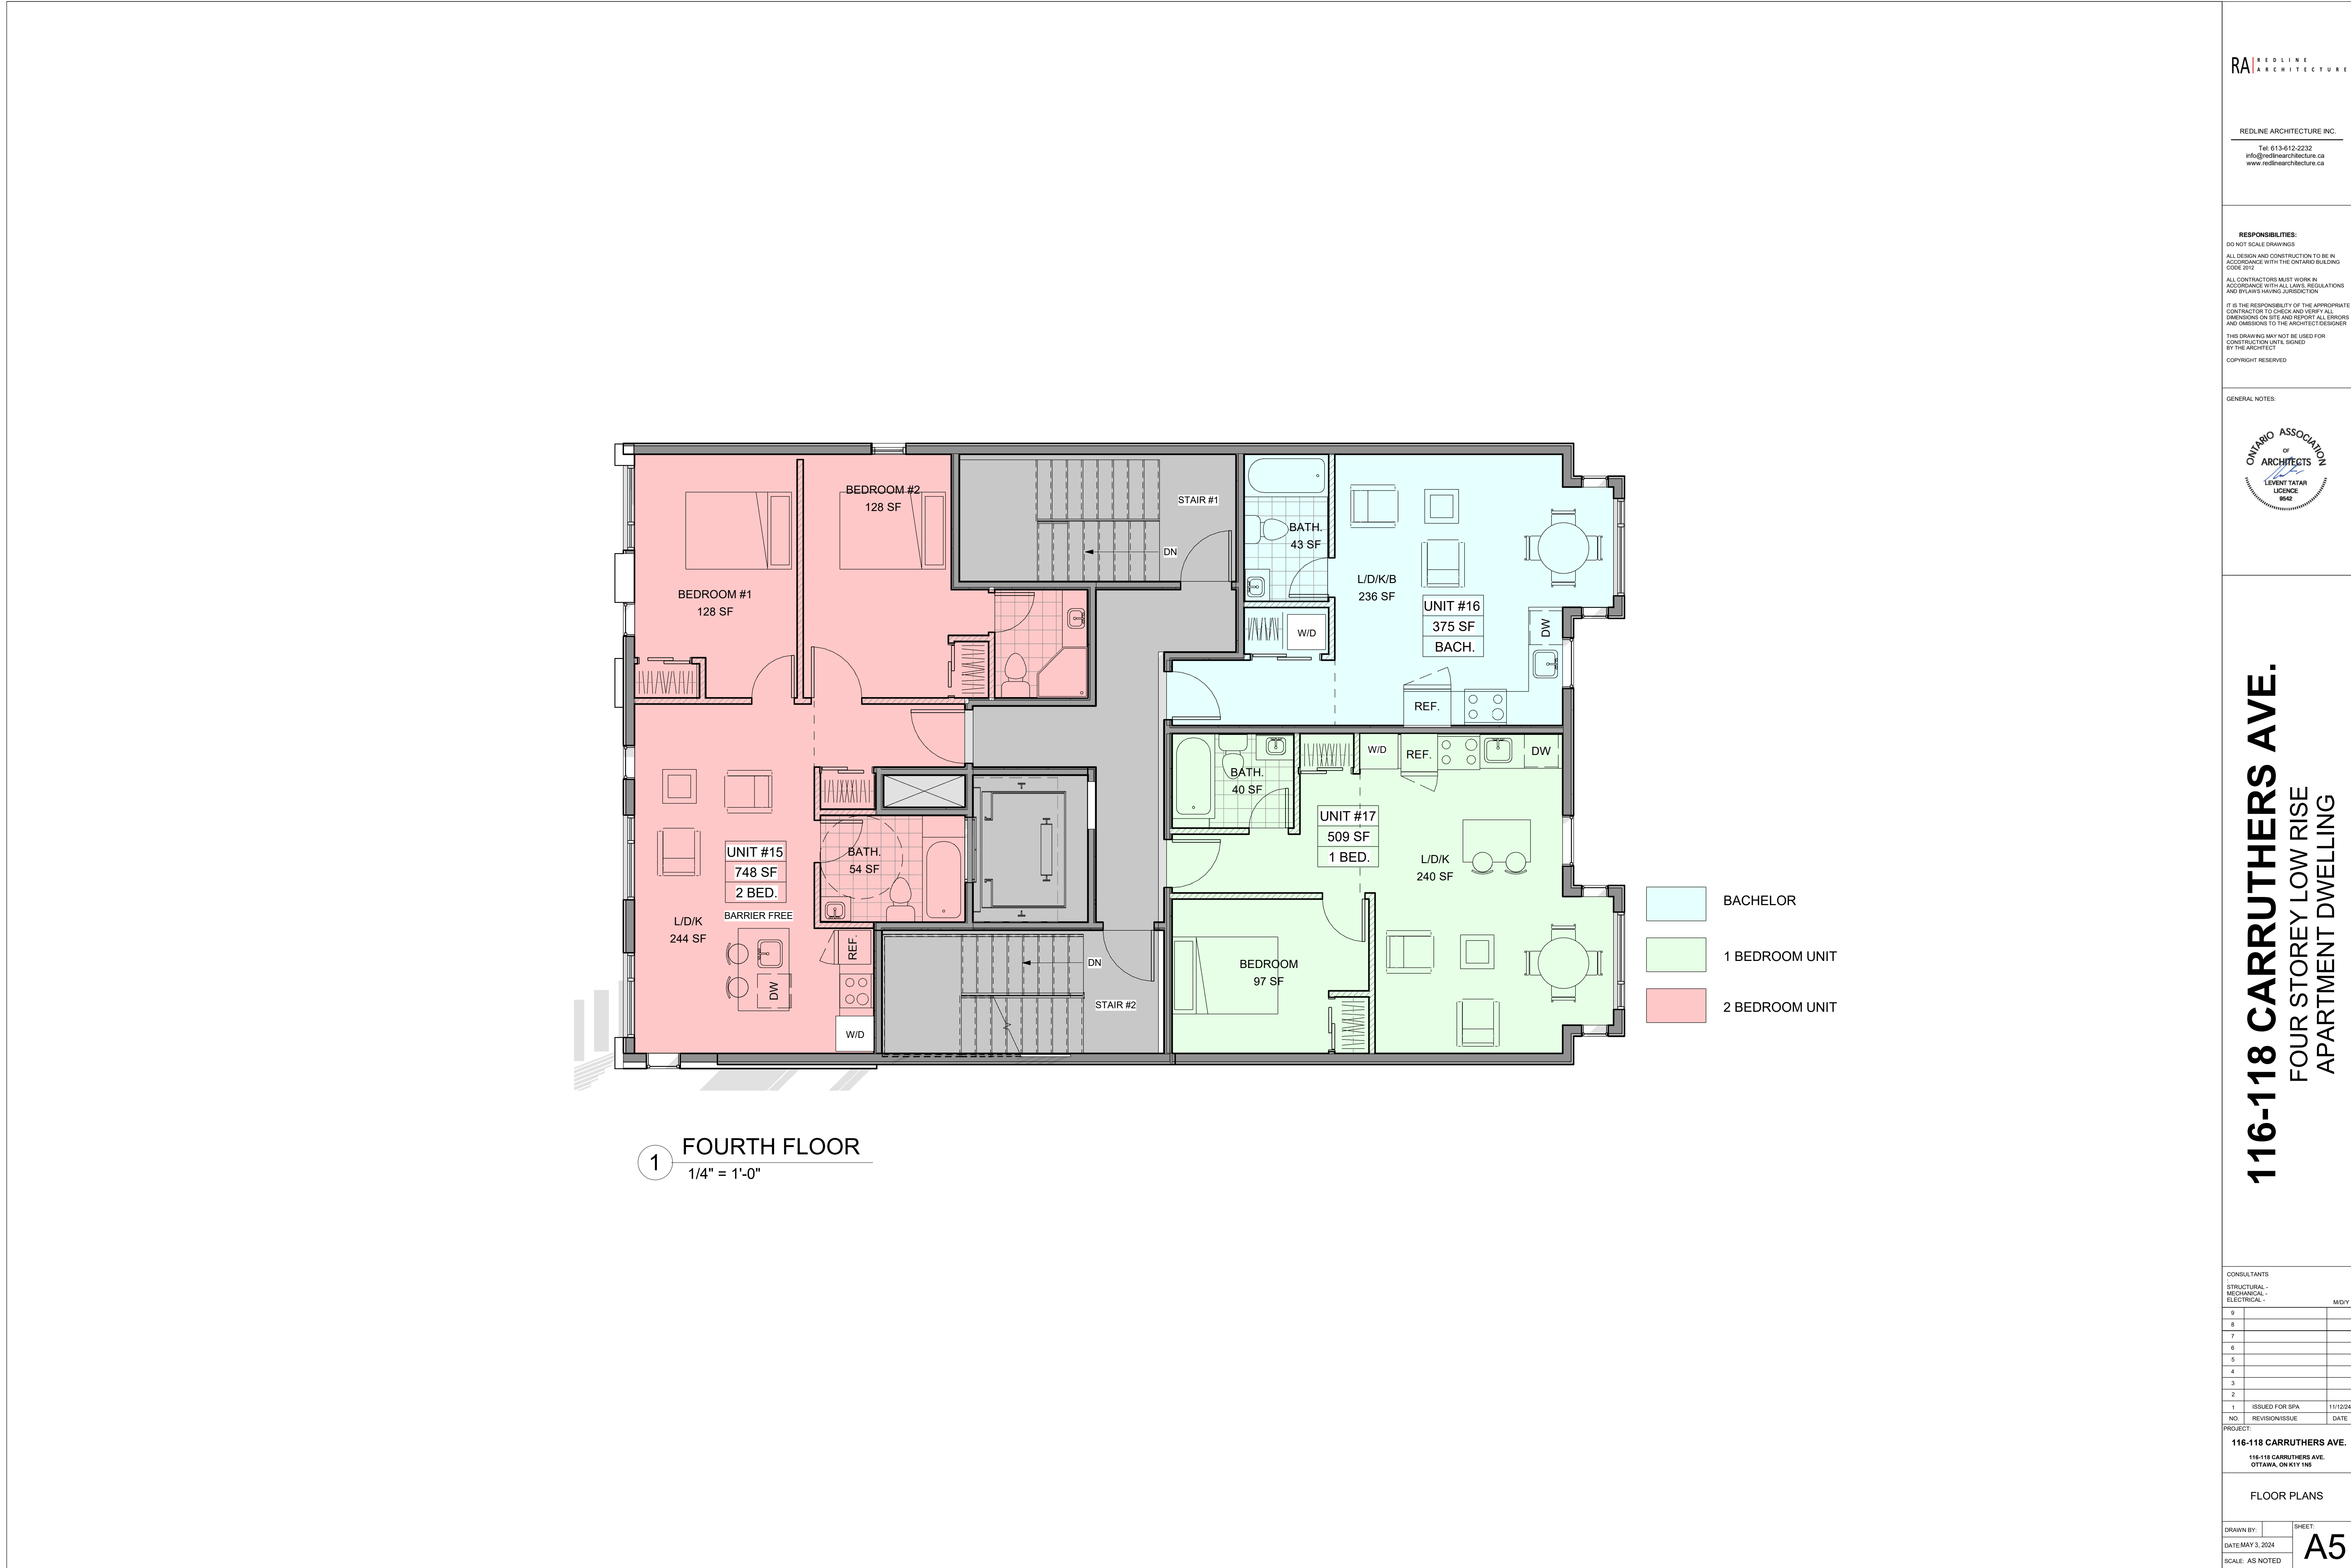 BEDROOM #1
128 SF
BEDROOM #2
128 SF
STAIR #1
DN
BATH.
43 SF
W/D
L/D/K/B
236 SF
UNIT #16
375 SF
BACH.
DW
REF.
W/D
REF.
DW
BATH.
40 SF
UNIT #17
509 SF
1 BED.
L/D/K
240 SF
BEDROOM
97 SF
UNIT #15
748 SF
2 BED.
BARRIER FREE
BATH.
54 SF
L/D/K
244 SF
REF.
DW
W/D
DN
STAIR #2
BACHELOR
1 BEDROOM UNIT
2 BEDROOM UNIT
1
FOURTH FLOOR
1/4" = 1'-0"
RA
REDLINE
ARCHITECTURE
REDLINE ARCHITECTURE INC.
Tel: 613-612-2232
info@redlinearchitecture.ca
www.redlinearchitecture.ca
RESPONSIBILITIES:
DO NOT SCALE DRAWINGS
ALL DESIGN AND CONSTRUCTION TO BE IN
ACCORDANCE WITH THE ONTARIO BUILDING
CODE 2012
ALL CONTRACTORS MUST WORK IN
ACCORDANCE WITH ALL LAWS, REGULATIONS
AND BYLAWS HAVING JURISDICTION
IT IS THE RESPONSIBILITY OF THE APPROPRIATE
CONTRACTOR TO CHECK AND VERIFY ALL
DIMENSIONS ON SITE AND REPORT ALL ERRORS
AND OMISSIONS TO THE ARCHITECT/DESIGNER
THIS DRAWING MAY NOT BE USED FOR
CONSTRUCTION UNTIL SIGNED
BY THE ARCHITECT
COPYRIGHT RESERVED
GENERAL NOTES:
ONTARIO ASSOCIATION
OF
ARCHITECTS
LEVENT TATAR
LICENCE
9542
116-118 CARRUTHERS AVE.
FOUR STOREY LOW RISE
APARTMENT DWELLING
CONSULTANTS
:
STRUCTURAL -
MECHANICAL -
ELECTRICAL -
M/D/Y
9
8
7
6
5
4
3
2
1 ISSUED FOR SPA 11/12/24
NO. REVISION/ISSUE DATE
PROJECT:
116-118 CARRUTHERS AVE.
116-118 CARRUTHERS AVE.
OTTAWA, ON K1Y 1N5
FLOOR PLANS
DRAWN BY:
SHEET:
DATE: MAY 3, 2024
A5
SCALE: AS NOTED